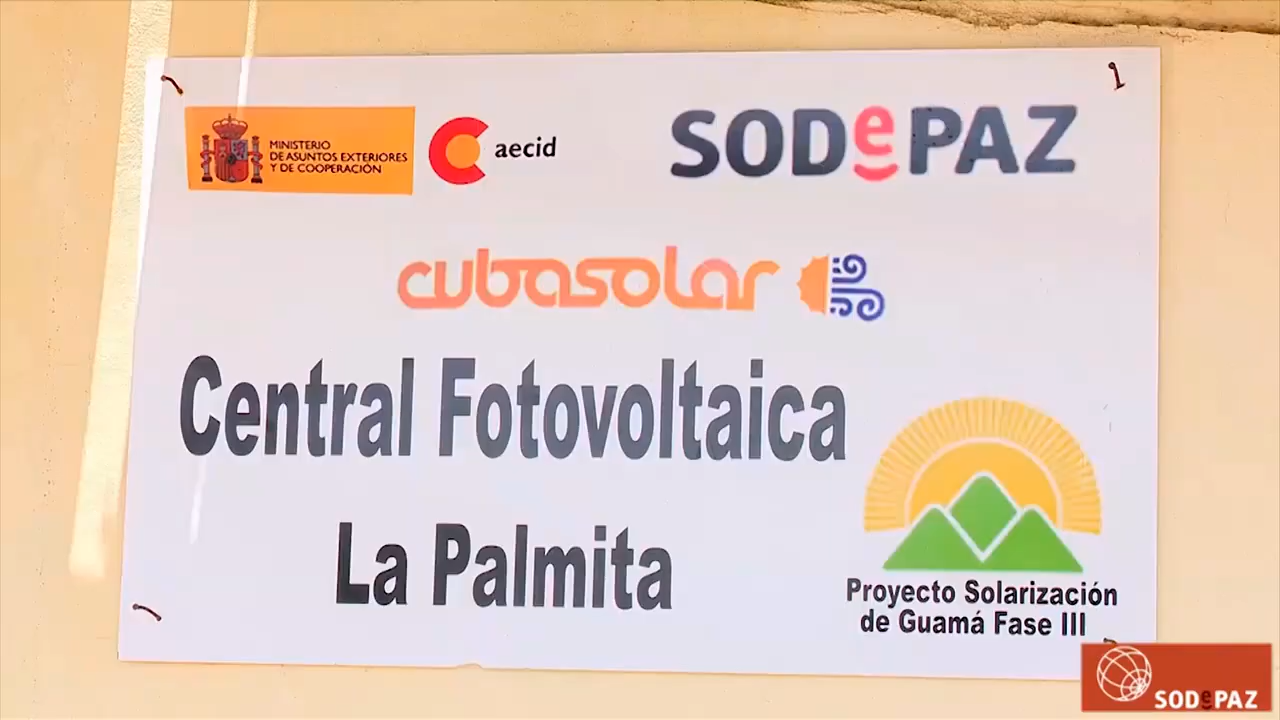 MINISTERIO
DE ASUNTOS EXTERIORES
Y DE COOPERACIÓN
aecid
SODePAZ
cubasolar
Central Fotovoltaica
La Palmita
Proyecto Solarización
de Guamá Fase III
SODePAZ